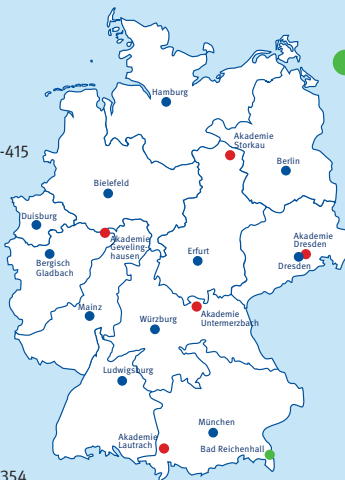 Hamburg
Akademie
Storkau
-415
Berlin
Bielefeld
Duisburg
Akademie
Geveling-
hausen
Akademie
Dresden
Erfurt
Dresden
Bergisch
Gladbach
Mainz
Akademie
Untermerzbach
Würzburg
Ludwigsburg
München
Akademie
Lautrach
Bad Reichenhall
354